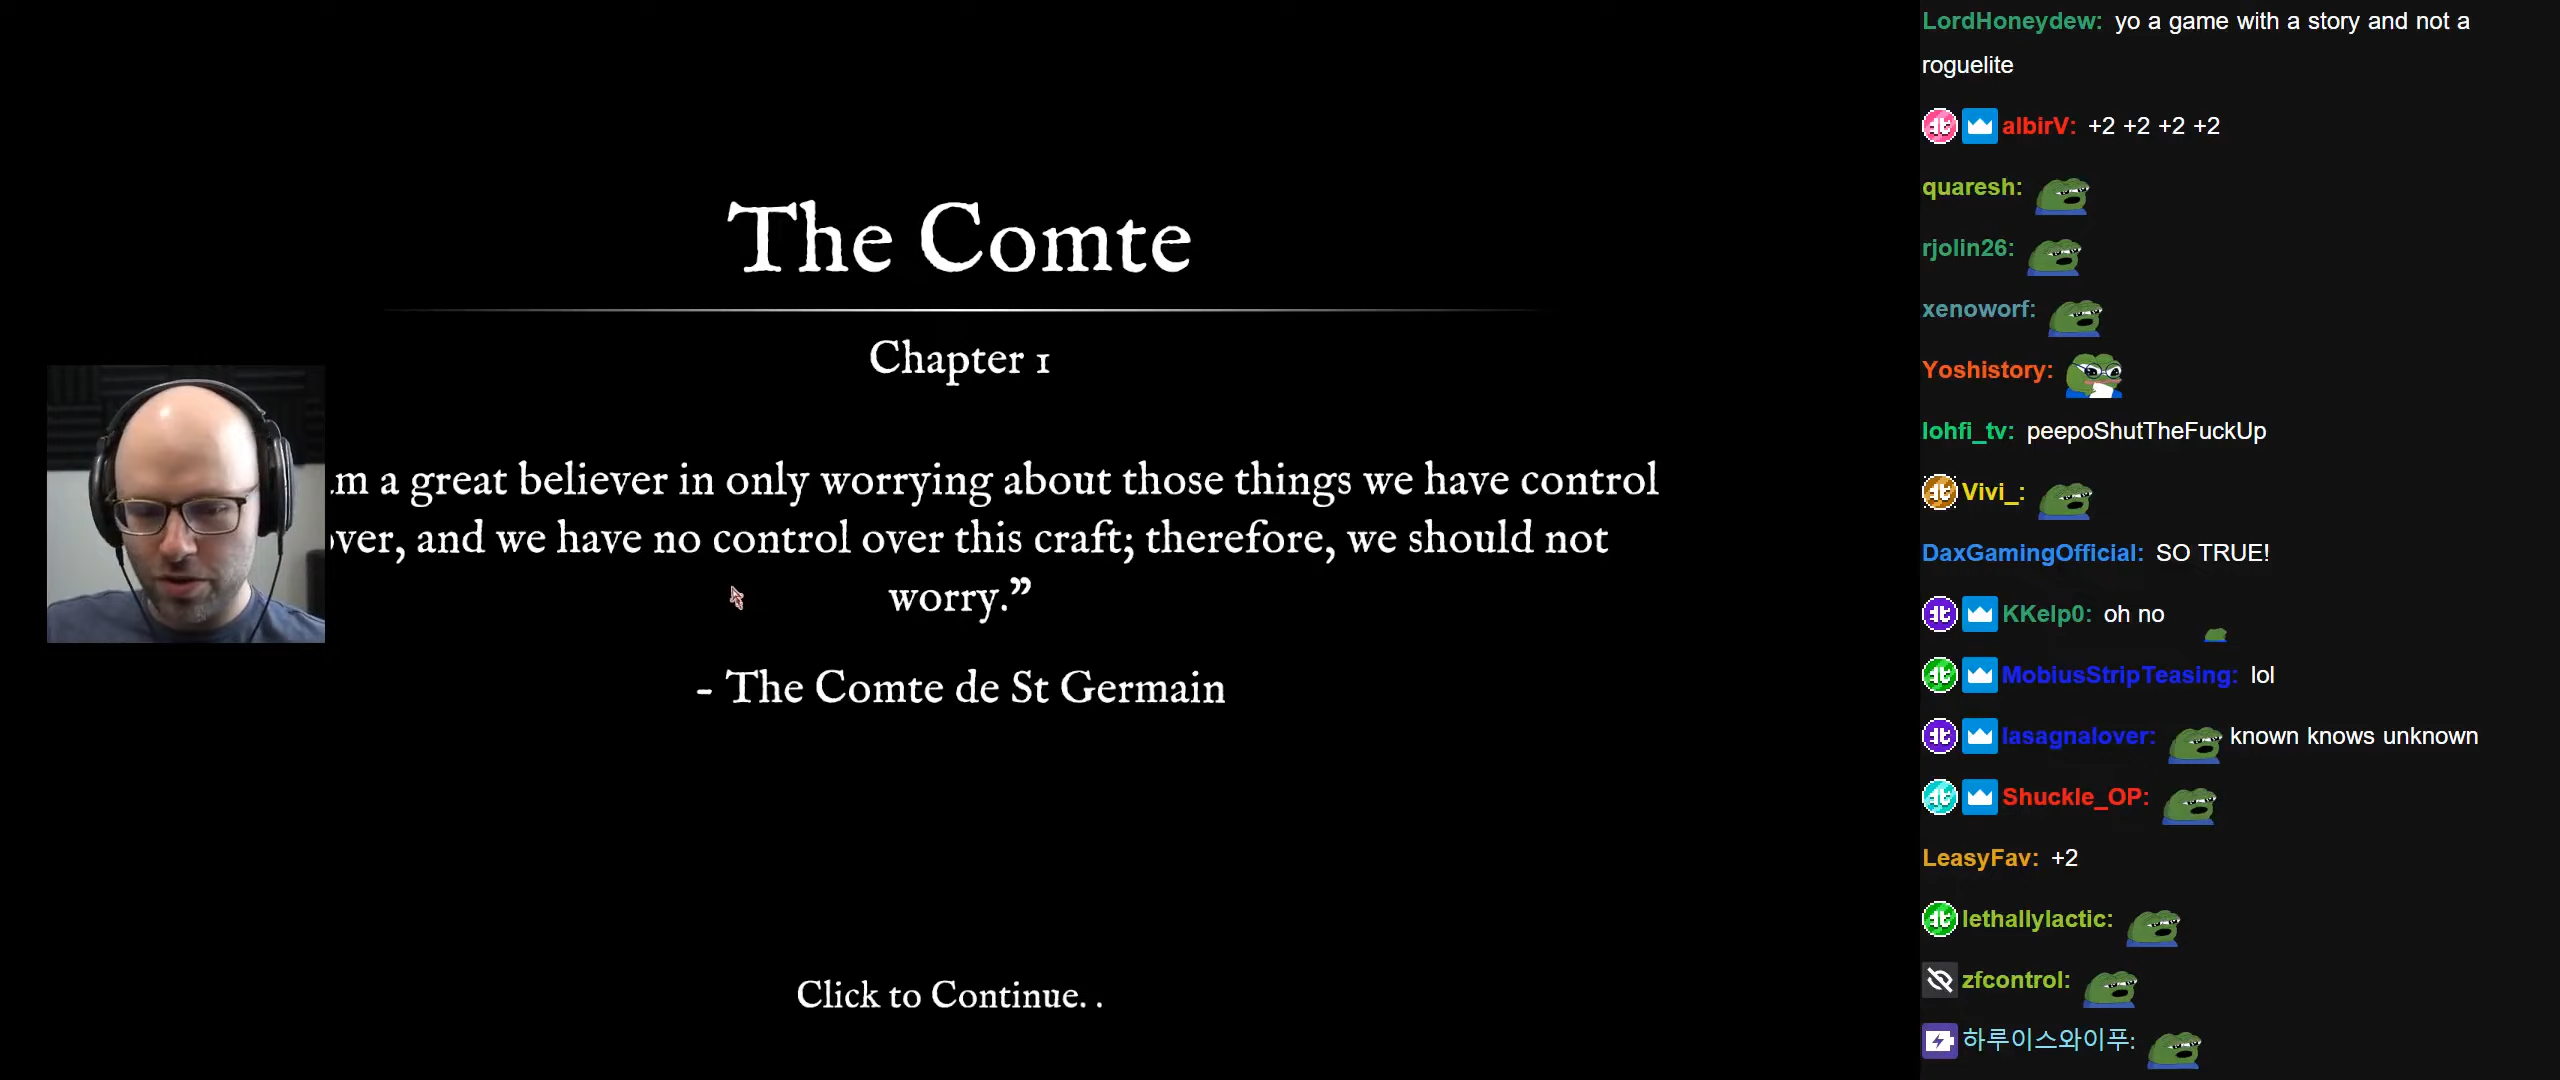 The Comte
Chapter 1
m a great believer in only worrying about those things we have control
ver, and we have no control over this craft; therefore, we should not
worry.”
- The Comte de St Germain
Click to Continue. .
LordHoneydew: yo a game with a story and not a
roguelite
albirV: +2 +2 +2 +2
quaresh:
rjolin26:
xenoworf:
Yoshistory:
lohfi_tv: peepoShutTheFuckUp
Vivi_:
DaxGamingOfficial: SO TRUE!
KKelp0: oh no
MobiusStripTeasing: lol
lasagnalover: known knows unknown
Shuckle_OP:
LeasyFav: +2
lethallylactic:
zfcontrol:
하루이스와이푸: